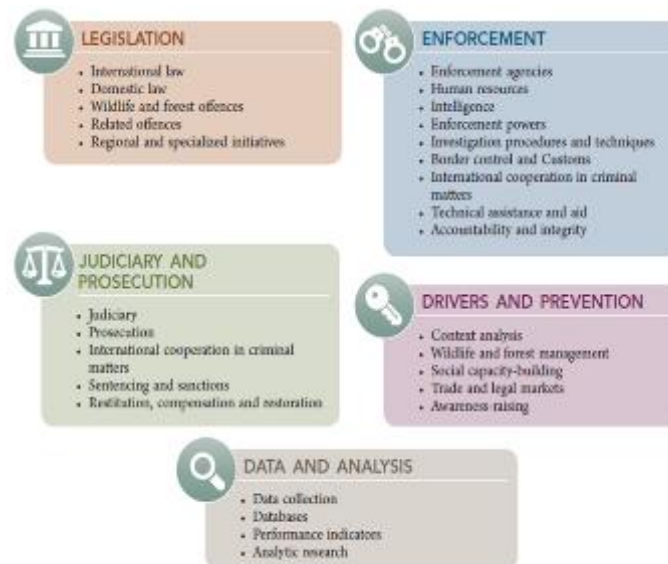 LEGISLATION
• International law
• Domestic law
• Wildlife and forest offences
• Related offences
• Regional and specialized initiatives
ENFORCEMENT
• Enforcement agencies
• Human resources
• Intelligence
• Enforcement powers
• Investigation procedures and techniques
• Border control and Customs
• International cooperation in criminal
matters
• Technical assistance and aid
• Accountability and integrity
JUDICIARY AND
PROSECUTION
• Judiciary
• Prosecution
• International cooperation in criminal
matters
• Sentencing and sanctions
• Restitution, compensation and restoration
DRIVERS AND PREVENTION
• Context analysis
• Wildlife and forest management
• Social capacity-building
• Trade and legal markets
• Awareness-raising
DATA AND ANALYSIS
• Data collection
• Databases
• Performance indicators
• Analytic research